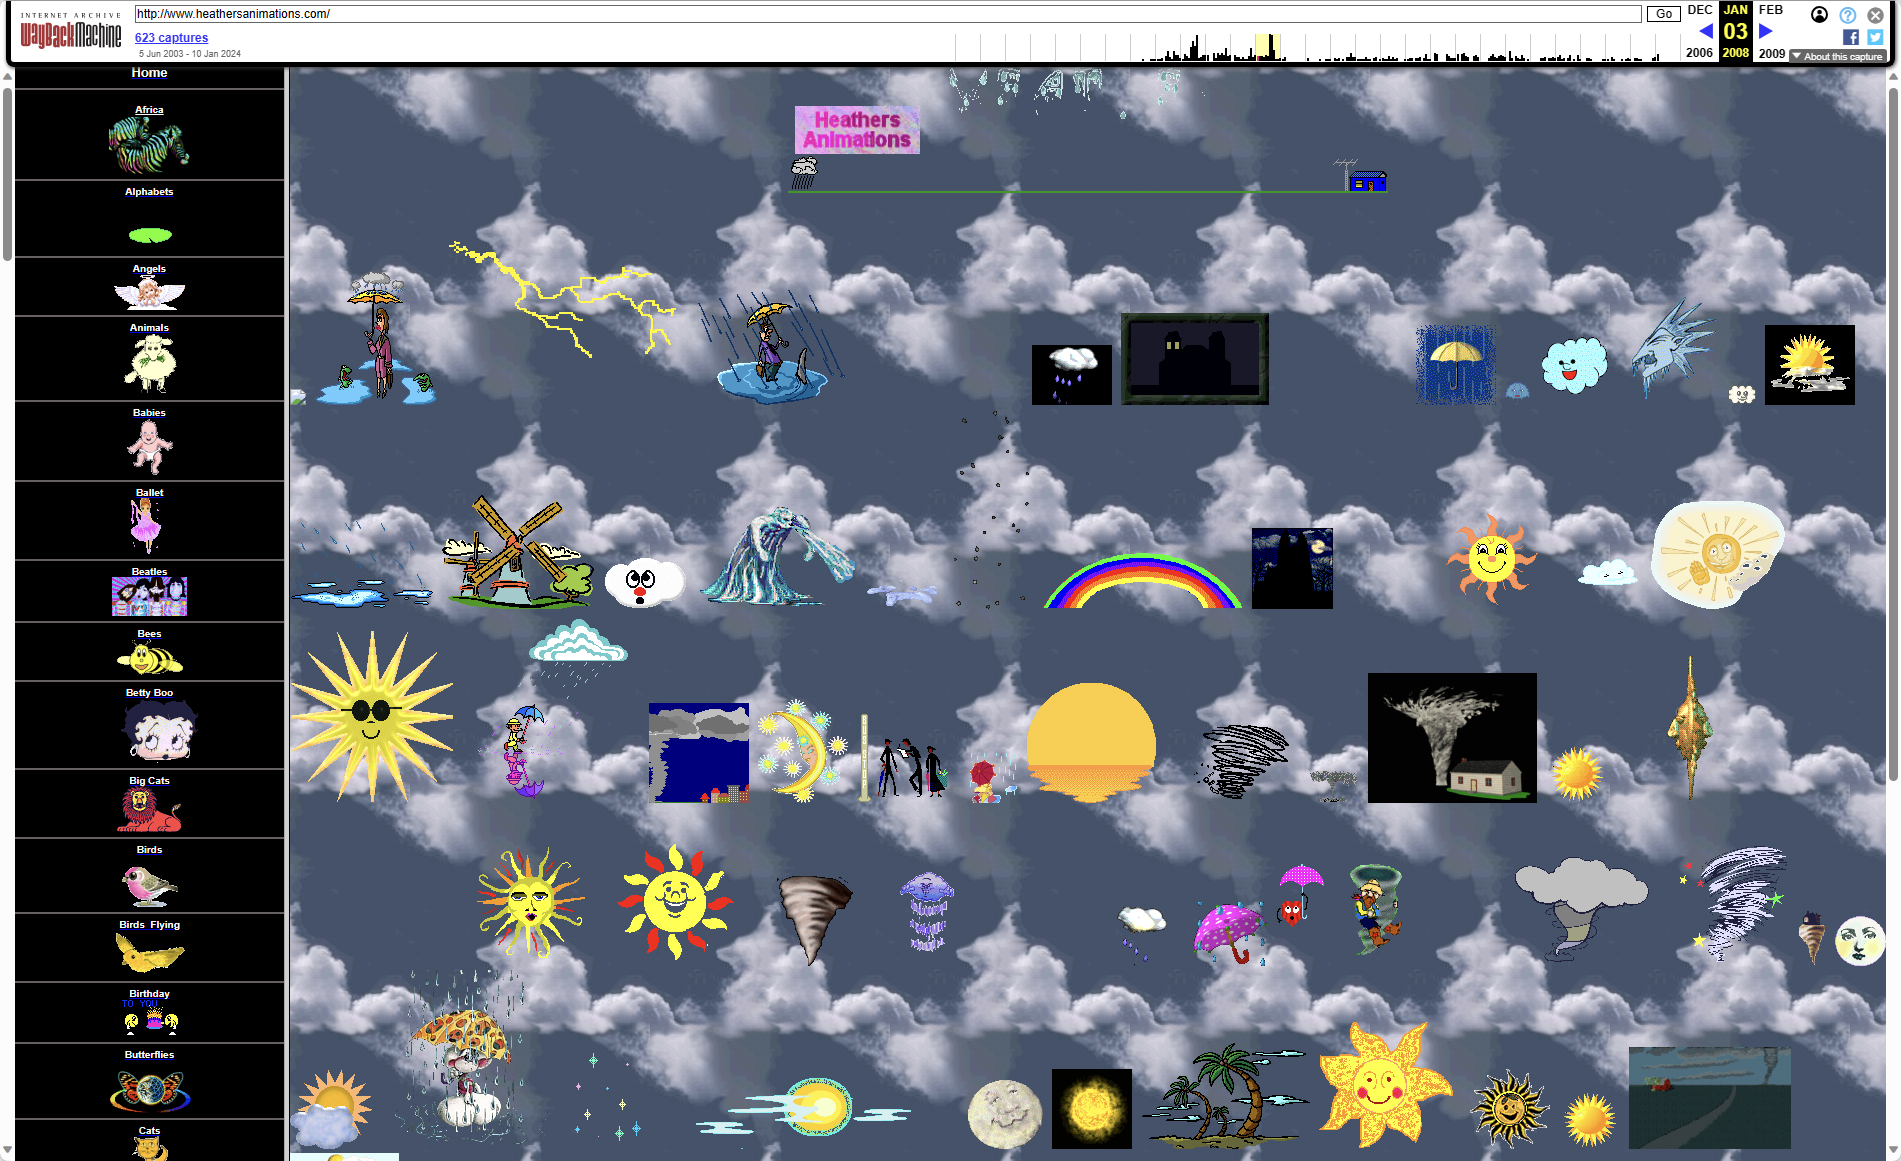 INTERNET ARCHIVE
WayBackMachine
http://www.heathersanimations.com/
Go
623 captures
5 Jun 2003 - 10 Jan 2024
DEC
JAN
FEB
03
2006
2008
2009
About this capture
Home
Africa
Alphabets
Angels
Animals
Babies
Ballet
Beatles
Bees
Betty Boo
Big Cats
Birds
Birds Flying
Birthday
TO YOU
Butterflies
Cats
Heathers
Animations